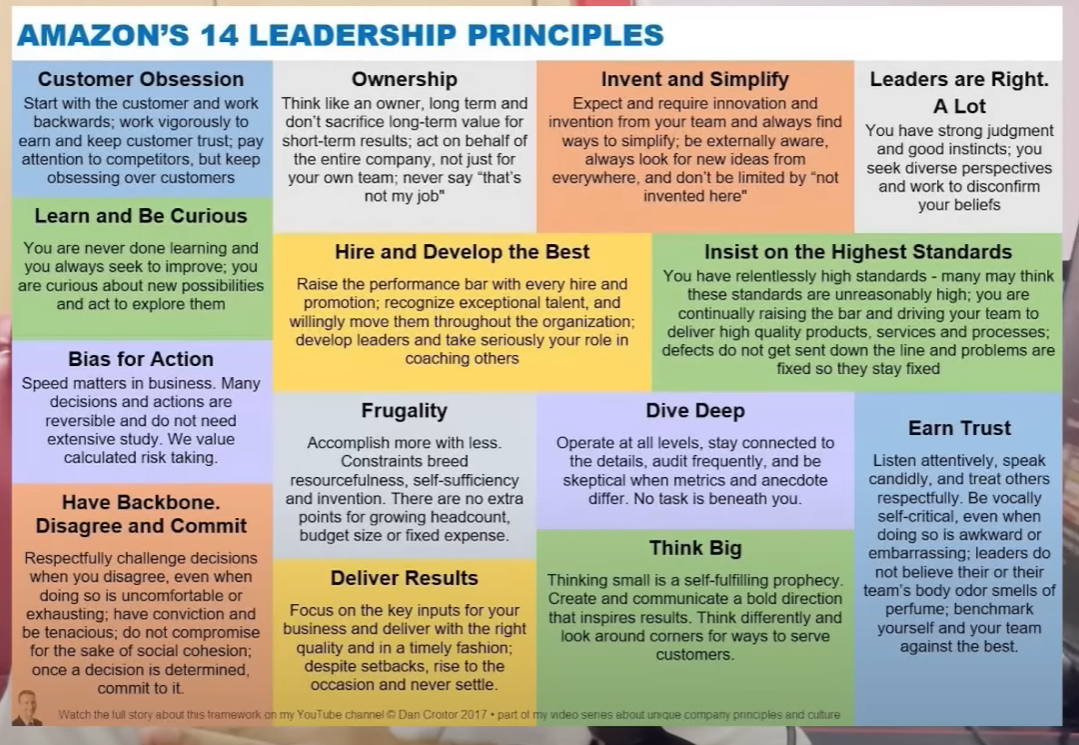 AMAZON'S 14 LEADERSHIP PRINCIPLES
Customer Obsession
Start with the customer and work
backwards; work vigorously to
earn and keep customer trust; pay
attention to competitors, but keep
obsessing over customers
Ownership
Think like an owner, long term and
don't sacrifice long-term value for
short-term results; act on behalf of
the entire company, not just for
your own team; never say “that's
not my job"
Invent and Simplify
Expect and require innovation and
invention from your team and always find
ways to simplify; be externally aware,
always look for new ideas from
everywhere, and don't be limited by “not
invented here"
Leaders are Right.
A Lot
You have strong judgment
and good instincts; you
seek diverse perspectives
and work to disconfirm
your beliefs
Learn and Be Curious
You are never done learning and
you always seek to improve; you
are curious about new possibilities
and act to explore them
Hire and Develop the Best
Raise the performance bar with every hire and
promotion; recognize exceptional talent, and
willingly move them throughout the organization;
develop leaders and take seriously your role in
coaching others
Insist on the Highest Standards
You have relentlessly high standards - many may think
these standards are unreasonably high; you are
continually raising the bar and driving your team to
deliver high quality products, services and processes;
defects do not get sent down the line and problems are
fixed so they stay fixed
Bias for Action
Speed matters in business. Many
decisions and actions are
reversible and do not need
extensive study. We value
calculated risk taking.
Frugality
Accomplish more with less.
Constraints breed
resourcefulness, self-sufficiency
and invention. There are no extra
points for growing headcount,
budget size or fixed expense.
Dive Deep
Operate at all levels, stay connected to
the details, audit frequently, and be
skeptical when metrics and anecdote
differ. No task is beneath you.
Earn Trust
Listen attentively, speak
candidly, and treat others
respectfully. Be vocally
self-critical, even when
doing so is awkward or
embarrassing; leaders do
not believe their or their
team's body odor smells of
perfume; benchmark
yourself and your team
against the best.
Have Backbone.
Disagree and Commit
Respectfully challenge decisions
when you disagree, even when
doing so is uncomfortable or
exhausting; have conviction and
be tenacious; do not compromise
for the sake of social cohesion;
once a decision is determined,
commit to it.
Deliver Results
Focus on the key inputs for your
business and deliver with the right
quality and in a timely fashion;
despite setbacks, rise to the
occasion and never settle.
Think Big
Thinking small is a self-fulfilling prophecy.
Create and communicate a bold direction
that inspires results. Think differently and
look around corners for ways to serve
customers.
Watch the full story about this framework on my YouTube channel © Dan Croitor 2017 • part of my video series about unique company principles and culture